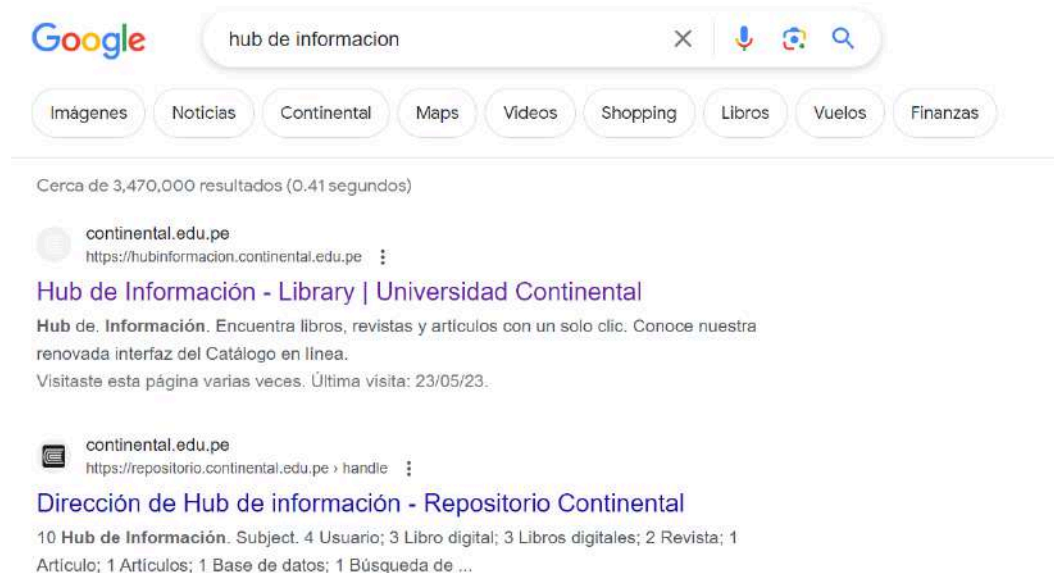 Google
hub de informacion
Imágenes Noticias Continental Maps Videos Shopping Libros Vuelos Finanzas
Cerca de 3,470,000 resultados (0.41 segundos)
continental.edu.pe
https://hubinformacion.continental.edu.pe
Hub de Información - Library | Universidad Continental
Hub de. Información. Encuentra libros, revistas y artículos con un solo clic. Conoce nuestra
renovada interfaz del Catálogo en línea.
Visitaste esta página varias veces. Última visita: 23/05/23.
continental.edu.pe
https://repositorio.continental.edu.pe › handle
Dirección de Hub de información - Repositorio Continental
10 Hub de Información. Subject. 4 Usuario; 3 Libro digital; 3 Libros digitales; 2 Revista; 1
Artículo; 1 Artículos; 1 Base de datos; 1 Búsqueda de ...